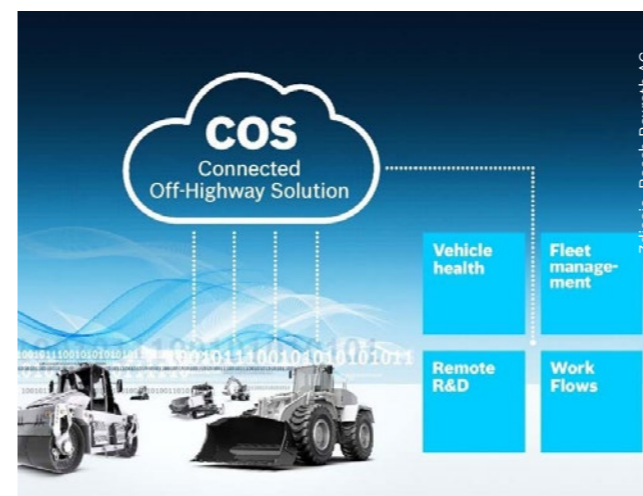 COS
Connected
Off-Highway Solution
Vehicle
health
Fleet
manage-
ment
Remote
R&D
Work
Flows